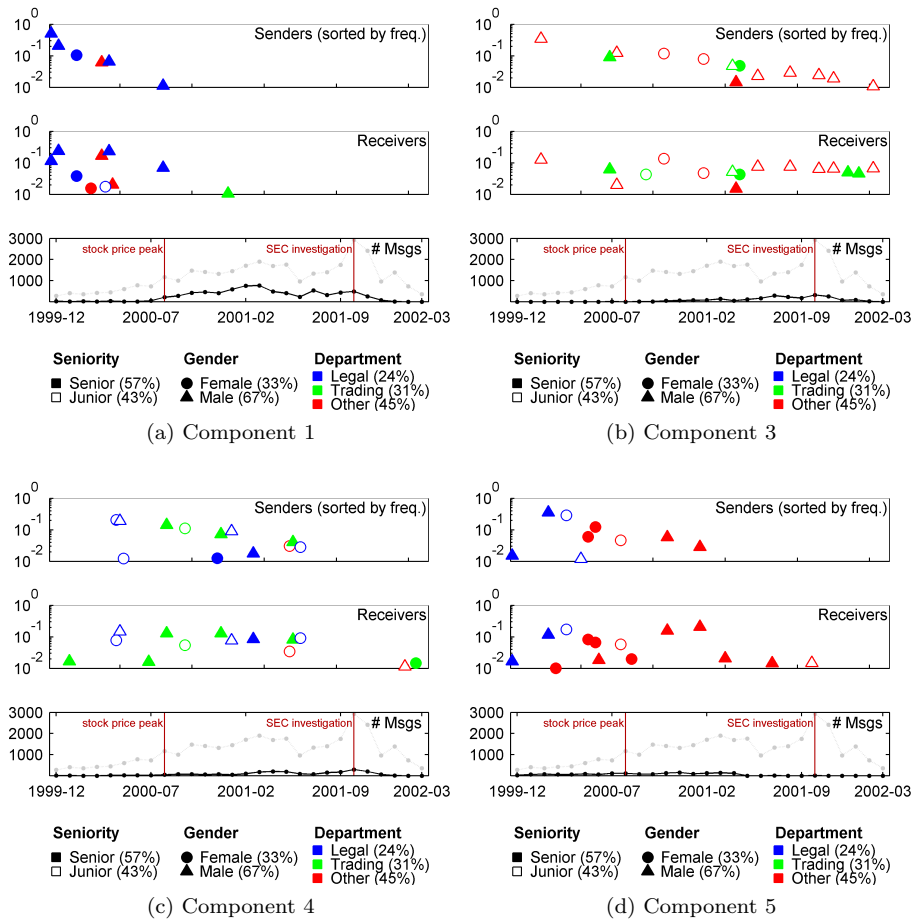 10^0
Senders (sorted by freq.)
10^-1
10^-2
10^0
Receivers
10^-1
10^-2
3000
stock price peak
SEC investigation
# Msgs
2000
1000
1999-12 2000-07 2001-02 2001-09 2002-03
Seniority Gender Department
Senior (57%) Female (33%) Legal (24%)
Junior (43%) Male (67%) Trading (31%)
Other (45%)
(a) Component 1
10^0
Senders (sorted by freq.)
10^-1
10^-2
10^0
Receivers
10^-1
10^-2
3000
stock price peak
SEC investigation
# Msgs
2000
1000
1999-12 2000-07 2001-02 2001-09 2002-03
Seniority Gender Department
Senior (57%) Female (33%) Legal (24%)
Junior (43%) Male (67%) Trading (31%)
Other (45%)
(b) Component 3
10^0
Senders (sorted by freq.)
10^-1
10^-2
10^0
Receivers
10^-1
10^-2
3000
stock price peak
SEC investigation
# Msgs
2000
1000
1999-12 2000-07 2001-02 2001-09 2002-03
Seniority Gender Department
Senior (57%) Female (33%) Legal (24%)
Junior (43%) Male (67%) Trading (31%)
Other (45%)
(c) Component 4
10^0
Senders (sorted by freq.)
10^-1
10^-2
10^0
Receivers
10^-1
10^-2
3000
stock price peak
SEC investigation
# Msgs
2000
1000
1999-12 2000-07 2001-02 2001-09 2002-03
Seniority Gender Department
Senior (57%) Female (33%) Legal (24%)
Junior (43%) Male (67%) Trading (31%)
Other (45%)
(d) Component 5